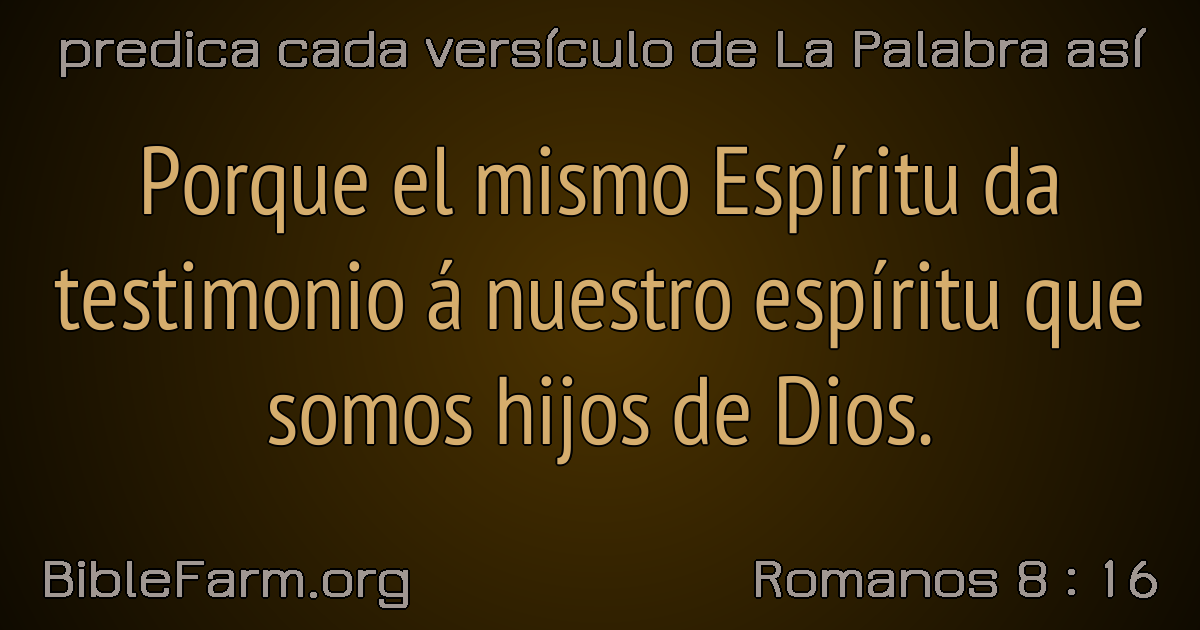 predica cada versículo de La Palabra así
Porque el mismo Espíritu da
testimonio á nuestro espíritu que
somos hijos de Dios.
BibleFarm.org
Romanos 8 : 16